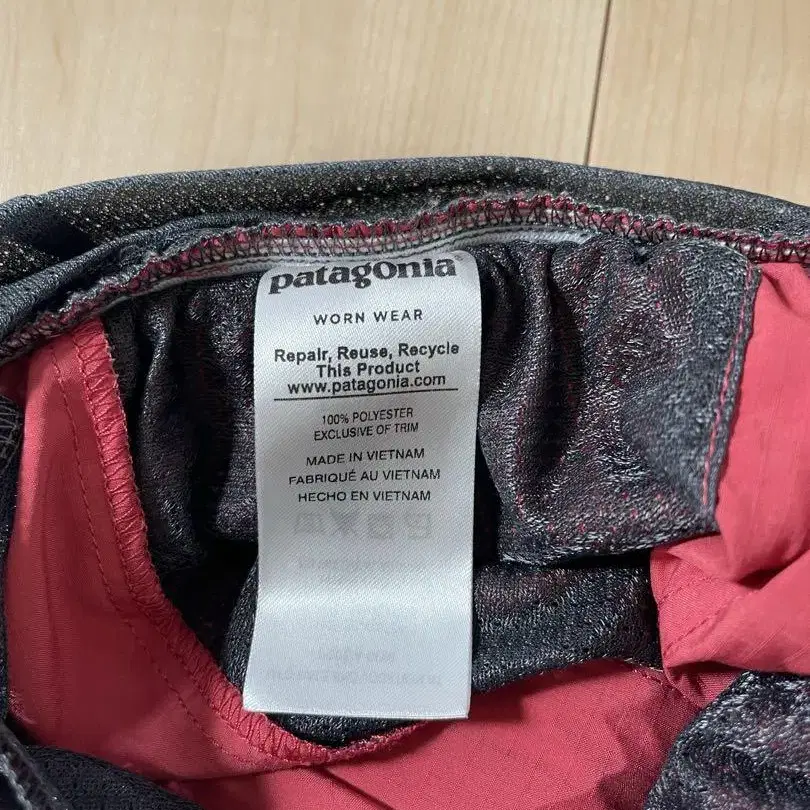 patagonia®
WORN WEAR
Repair, Reuse, Recycle
This Product
www.patagonia.com
100% POLYESTER
EXCLUSIVE OF TRIM
MADE IN VIETNAM
FABRIQUÉ AU VIETNAM
HECHO EN VIETNAM